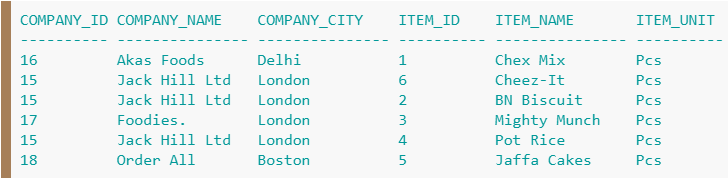 COMPANY_ID COMPANY_NAME    COMPANY_CITY    ITEM_ID    ITEM_NAME       ITEM_UNIT
---------- --------------- --------------- ---------- --------------- ----------
16         Akas Foods      Delhi           1          Chex Mix        Pcs
15         Jack Hill Ltd   London          6          Cheez-It        Pcs
15         Jack Hill Ltd   London          2          BN Biscuit      Pcs
17         Foodies.        London          3          Mighty Munch    Pcs
15         Jack Hill Ltd   London          4          Pot Rice        Pcs
18         Order All       Boston          5          Jaffa Cakes     Pcs